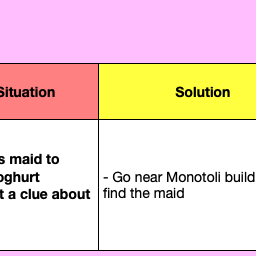 Situation
Solution
s maid to
oghurt
t a clue about
- Go near Monotoli build
find the maid